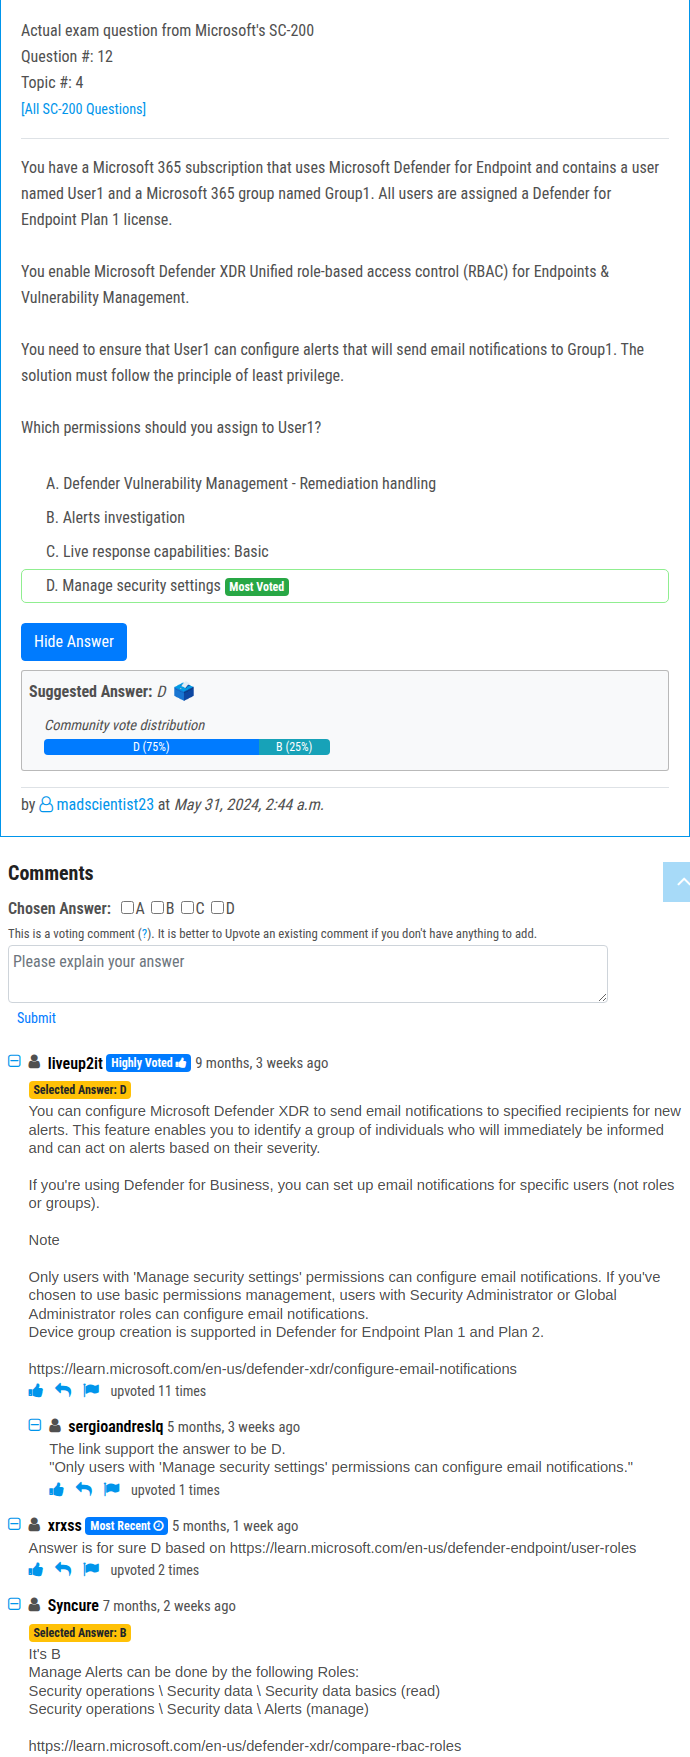 Actual exam question from Microsoft's SC-200
Question #: 12
Topic #: 4
[All SC-200 Questions]
You have a Microsoft 365 subscription that uses Microsoft Defender for Endpoint and contains a user
named User1 and a Microsoft 365 group named Group1. All users are assigned a Defender for
Endpoint Plan 1 license.
You enable Microsoft Defender XDR Unified role-based access control (RBAC) for Endpoints &
Vulnerability Management.
You need to ensure that User1 can configure alerts that will send email notifications to Group1. The
solution must follow the principle of least privilege.
Which permissions should you assign to User1?
A. Defender Vulnerability Management - Remediation handling
B. Alerts investigation
C. Live response capabilities: Basic
D. Manage security settings Most Voted
Hide Answer
Suggested Answer: D
Community vote distribution
D (75%) B (25%)
by madscientist23 at May 31, 2024, 2:44 a.m.
Comments
Chosen Answer: A B C D
This is a voting comment (?). It is better to Upvote an existing comment if you don't have anything to add.
Please explain your answer
Submit
liveup2it Highly Voted 9 months, 3 weeks ago
Selected Answer: D
You can configure Microsoft Defender XDR to send email notifications to specified recipients for new
alerts. This feature enables you to identify a group of individuals who will immediately be informed
and can act on alerts based on their severity.
If you're using Defender for Business, you can set up email notifications for specific users (not roles
or groups).
Note
Only users with 'Manage security settings' permissions can configure email notifications. If you've
chosen to use basic permissions management, users with Security Administrator or Global
Administrator roles can configure email notifications.
Device group creation is supported in Defender for Endpoint Plan 1 and Plan 2.
https://learn.microsoft.com/en-us/defender-xdr/configure-email-notifications
upvoted 11 times
sergioandreslq 5 months, 3 weeks ago
The link support the answer to be D.
"Only users with 'Manage security settings' permissions can configure email notifications."
upvoted 1 times
xrxss Most Recent 5 months, 1 week ago
Answer is for sure D based on https://learn.microsoft.com/en-us/defender-endpoint/user-roles
upvoted 2 times
Syncure 7 months, 2 weeks ago
Selected Answer: B
It's B
Manage Alerts can be done by the following Roles:
Security operations \ Security data \ Security data basics (read)
Security operations \ Security data \ Alerts (manage)
https://learn.microsoft.com/en-us/defender-xdr/compare-rbac-roles